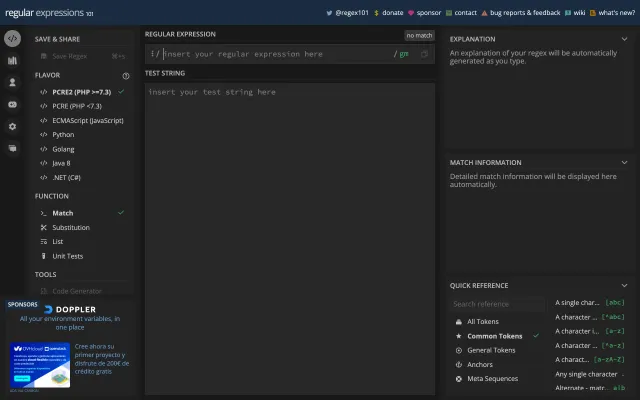 regular expressions 101
@regex101
$ donate
sponsor
contact
bug reports & feedback
wiki
what's new?
SAVE & SHARE
Save Regex
FLAVOR
</> PCRE2 (PHP >=7.3)
</> PCRE (PHP <7.3)
</> ECMAScript (JavaScript)
</> Python
</> Golang
</> Java 8
</> .NET (C#)
FUNCTION
>_ Match
Substitution
List
Unit Tests
TOOLS
Code Generator
SPONSORS
DOPPLER
All your environment variables, in
one place
OVHcloud
openstack
Cree ahora su
primer proyecto y
disfrute de 200€ de
crédito gratis
REGULAR EXPRESSION
no match
/ insert your regular expression here
/ gm
TEST STRING
insert your test string here
EXPLANATION
An explanation of your regex will be automatically
generated as you type.
MATCH INFORMATION
Detailed match information will be displayed here
automatically.
QUICK REFERENCE
Search reference
All Tokens
Common Tokens
General Tokens
Anchors
Meta Sequences
A single char... [abc]
A character ... [^abc]
A character i... [a-z]
A character ... [^a-z]
A charact... [a-zA-Z]
Any single character .
Alternate - matr... a|b